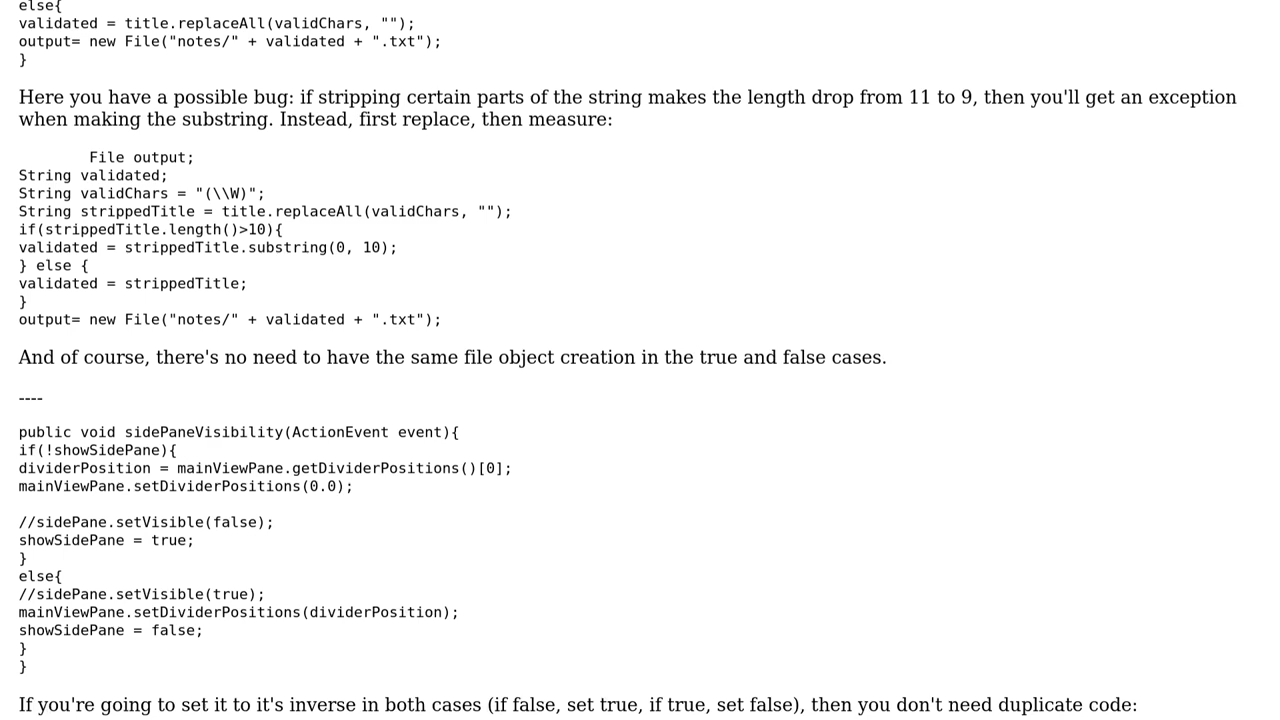 else{
validated = title.replaceAll(validChars, "");
output= new File("notes/" + validated + ".txt");
}
Here you have a possible bug: if stripping certain parts of the string makes the length drop from 11 to 9, then you'll get an exception
when making the substring. Instead, first replace, then measure:
File output;
String validated;
String validChars = "(\\W)";
String strippedTitle = title.replaceAll(validChars, "");
if(strippedTitle.length()>10){
validated = strippedTitle.substring(0, 10);
} else {
validated = strippedTitle;
}
output= new File("notes/" + validated + ".txt");
And of course, there's no need to have the same file object creation in the true and false cases.
----
public void sidePaneVisibility(ActionEvent event){
if(!showSidePane){
dividerPosition = mainViewPane.getDividerPositions()[0];
mainViewPane.setDividerPositions(0.0);
//sidePane.setVisible(false);
showSidePane = true;
}
else{
//sidePane.setVisible(true);
mainViewPane.setDividerPositions(dividerPosition);
showSidePane = false;
}
}
If you're going to set it to it's inverse in both cases (if false, set true, if true, set false), then you don't need duplicate code: